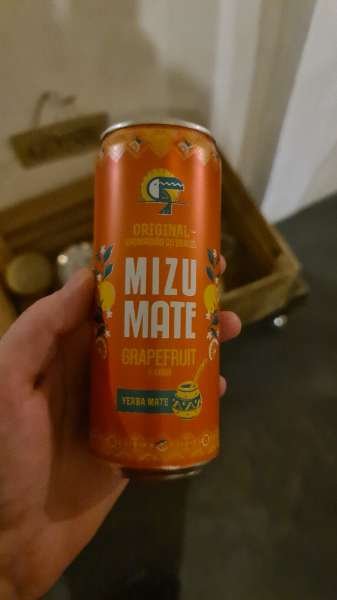 ORIGINAL
MIZU
MATE
GRAPEFRUIT
YERBA MATE